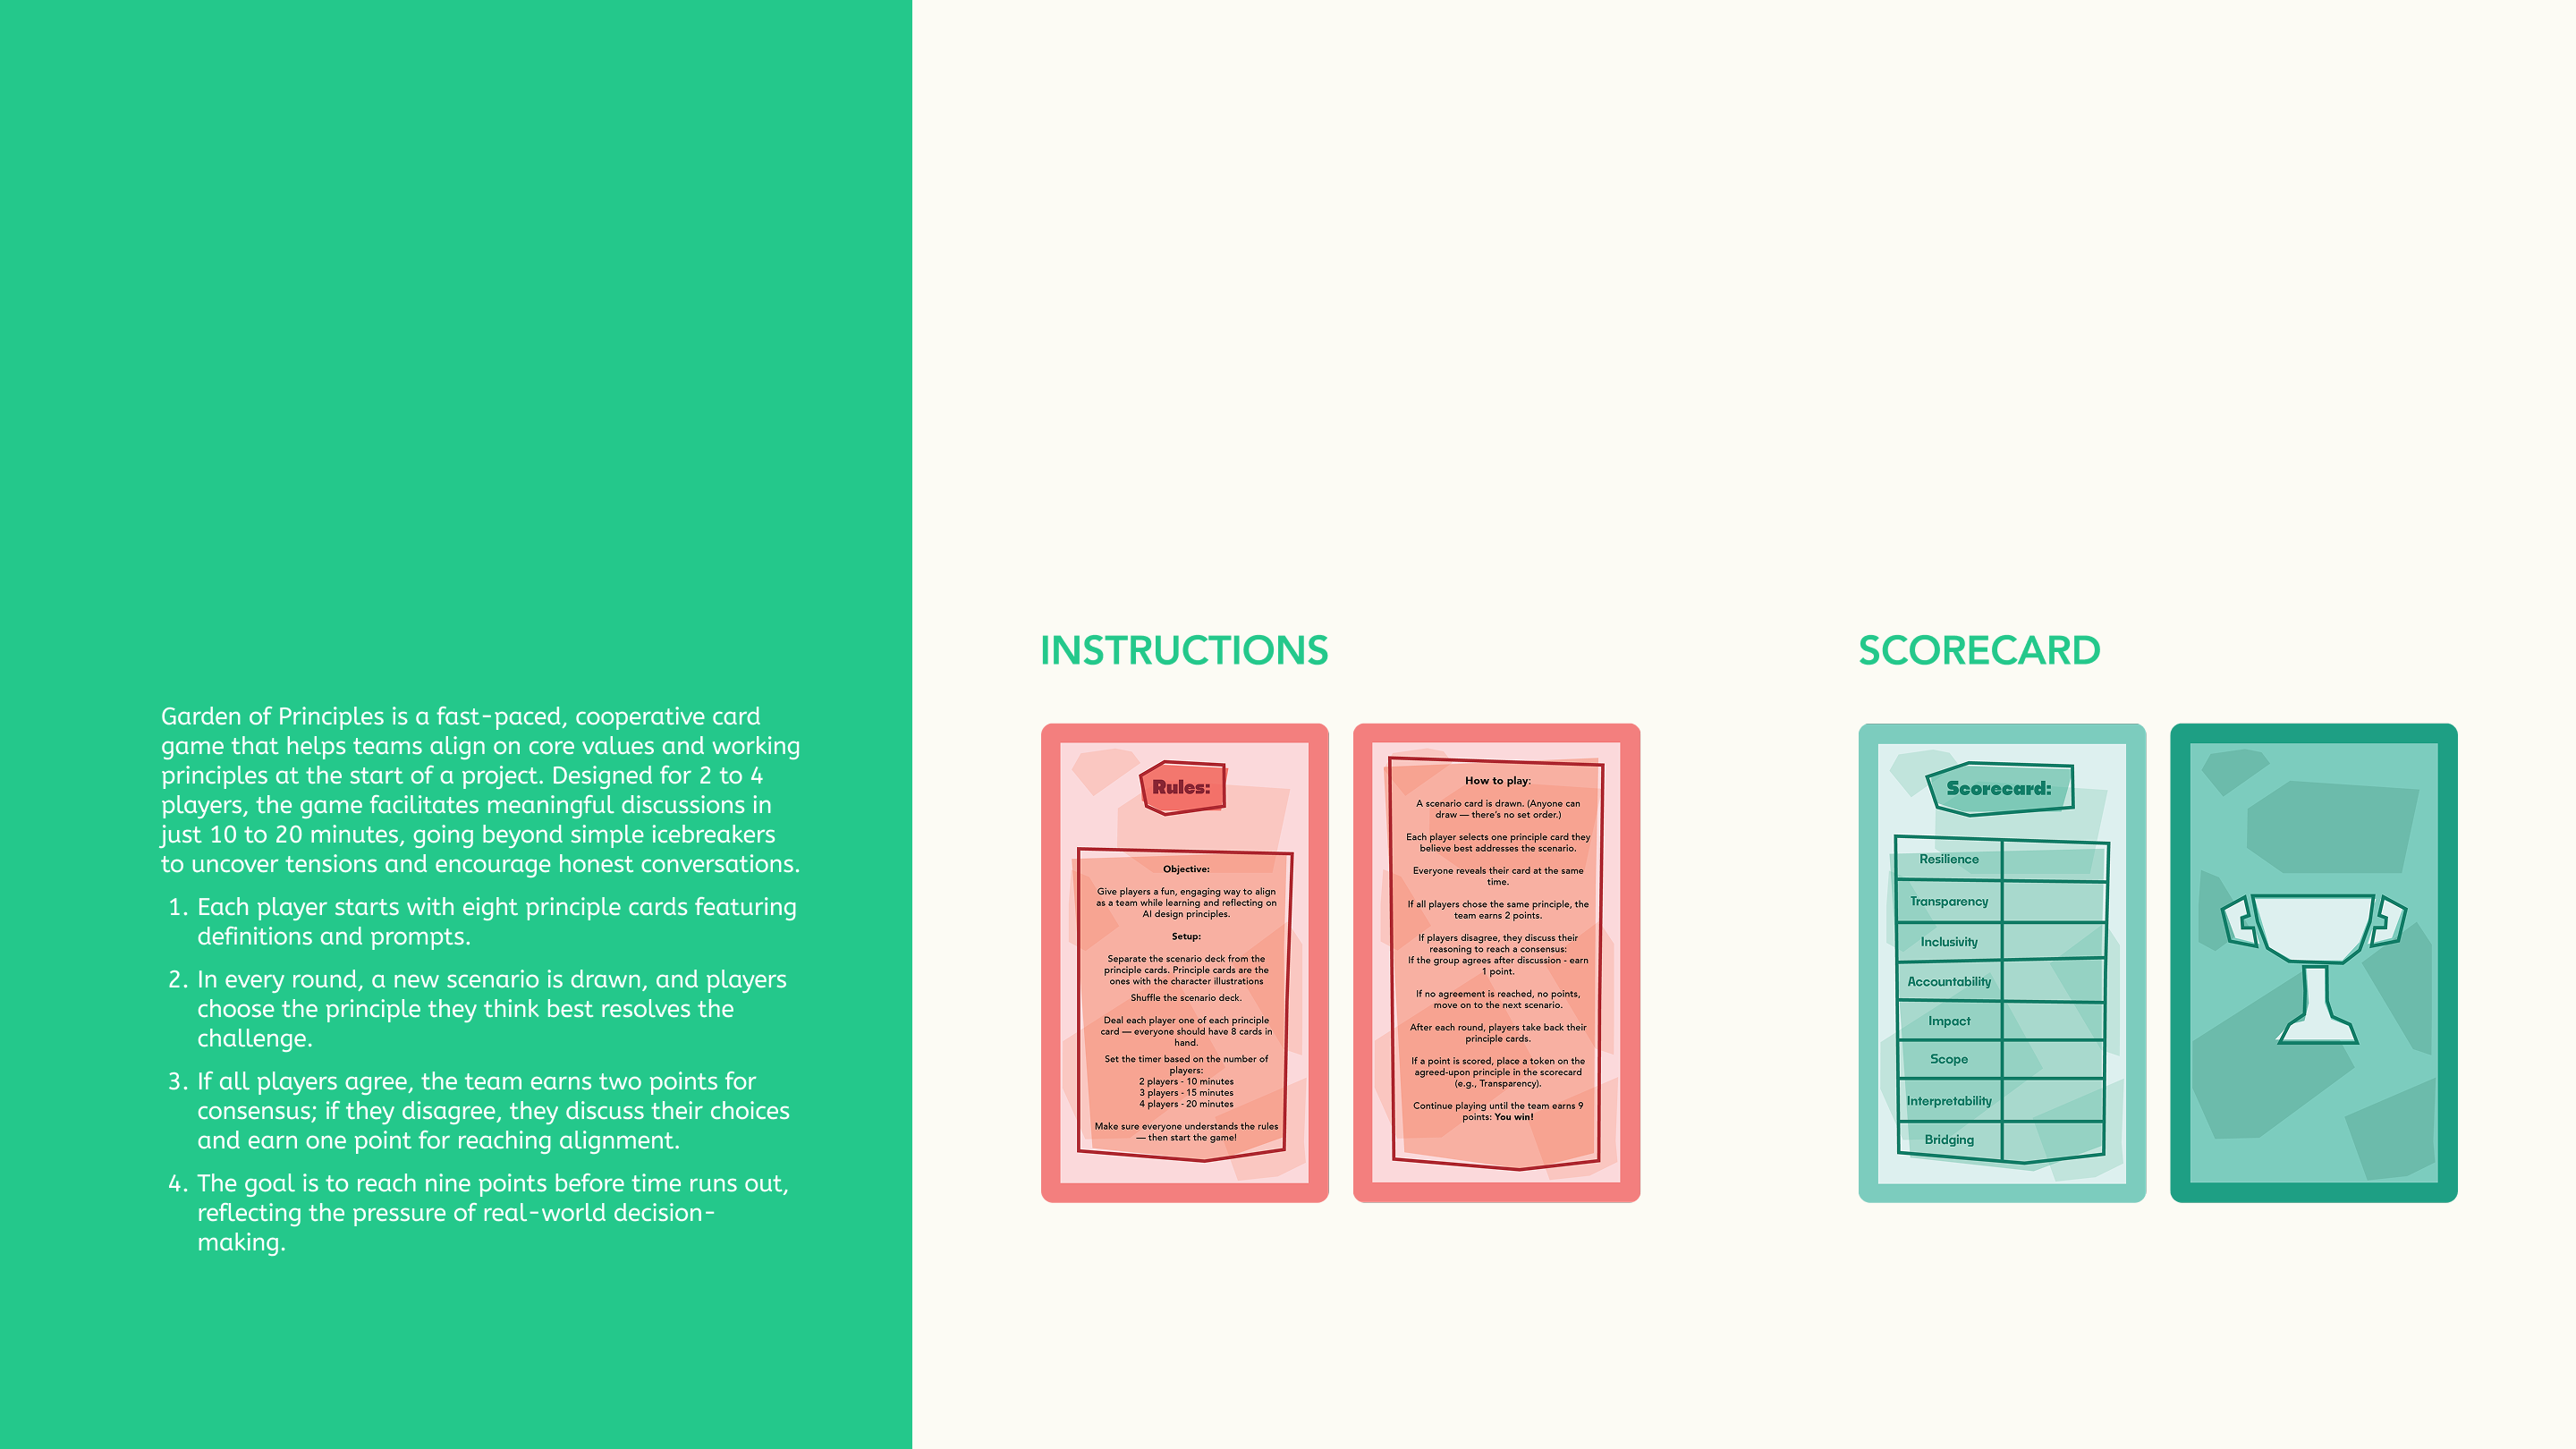 Garden of Principles is a fast-paced, cooperative card
game that helps teams align on core values and working
principles at the start of a project. Designed for 2 to 4
players, the game facilitates meaningful discussions in
just 10 to 20 minutes, going beyond simple icebreakers
to uncover tensions and encourage honest conversations.
1. Each player starts with eight principle cards featuring
definitions and prompts.
2. In every round, a new scenario is drawn, and players
choose the principle they think best resolves the
challenge.
3. If all players agree, the team earns two points for
consensus; if they disagree, they discuss their choices
and earn one point for reaching alignment.
4. The goal is to reach nine points before time runs out,
reflecting the pressure of real-world decision-
making.
INSTRUCTIONS
Rules:
Objective:
Give players a fun, engaging way to align
as a team while learning and reflecting on
AI design principles.
Setup:
Separate the scenario deck from the
principle cards. Principle cards are the
ones with the character illustrations
Shuffle the scenario deck.
Deal each player one of each principle
card — everyone should have 8 cards in
hand.
Set the timer based on the number of
players:
2 players - 10 minutes
3 players - 15 minutes
4 players - 20 minutes
Make sure everyone understands the rules
— then start the game!
How to play:
A scenario card is drawn. (Anyone can
draw — there's no set order.)
Each player selects one principle card they
believe best addresses the scenario.
Everyone reveals their card at the same
time.
If all players chose the same principle, the
team earns 2 points.
If players disagree, they discuss their
reasoning to reach a consensus:
If the group agrees after discussion - earn
1 point.
If no agreement is reached, no points,
move on to the next scenario.
After each round, players take back their
principle cards.
If a point is scored, place a token on the
agreed-upon principle in the scorecard
(e.g., Transparency).
Continue playing until the team earns 9
points: You win!
SCORECARD
Scorecard:
Resilience
Transparency
Inclusivity
Accountability
Impact
Scope
Interpretability
Bridging